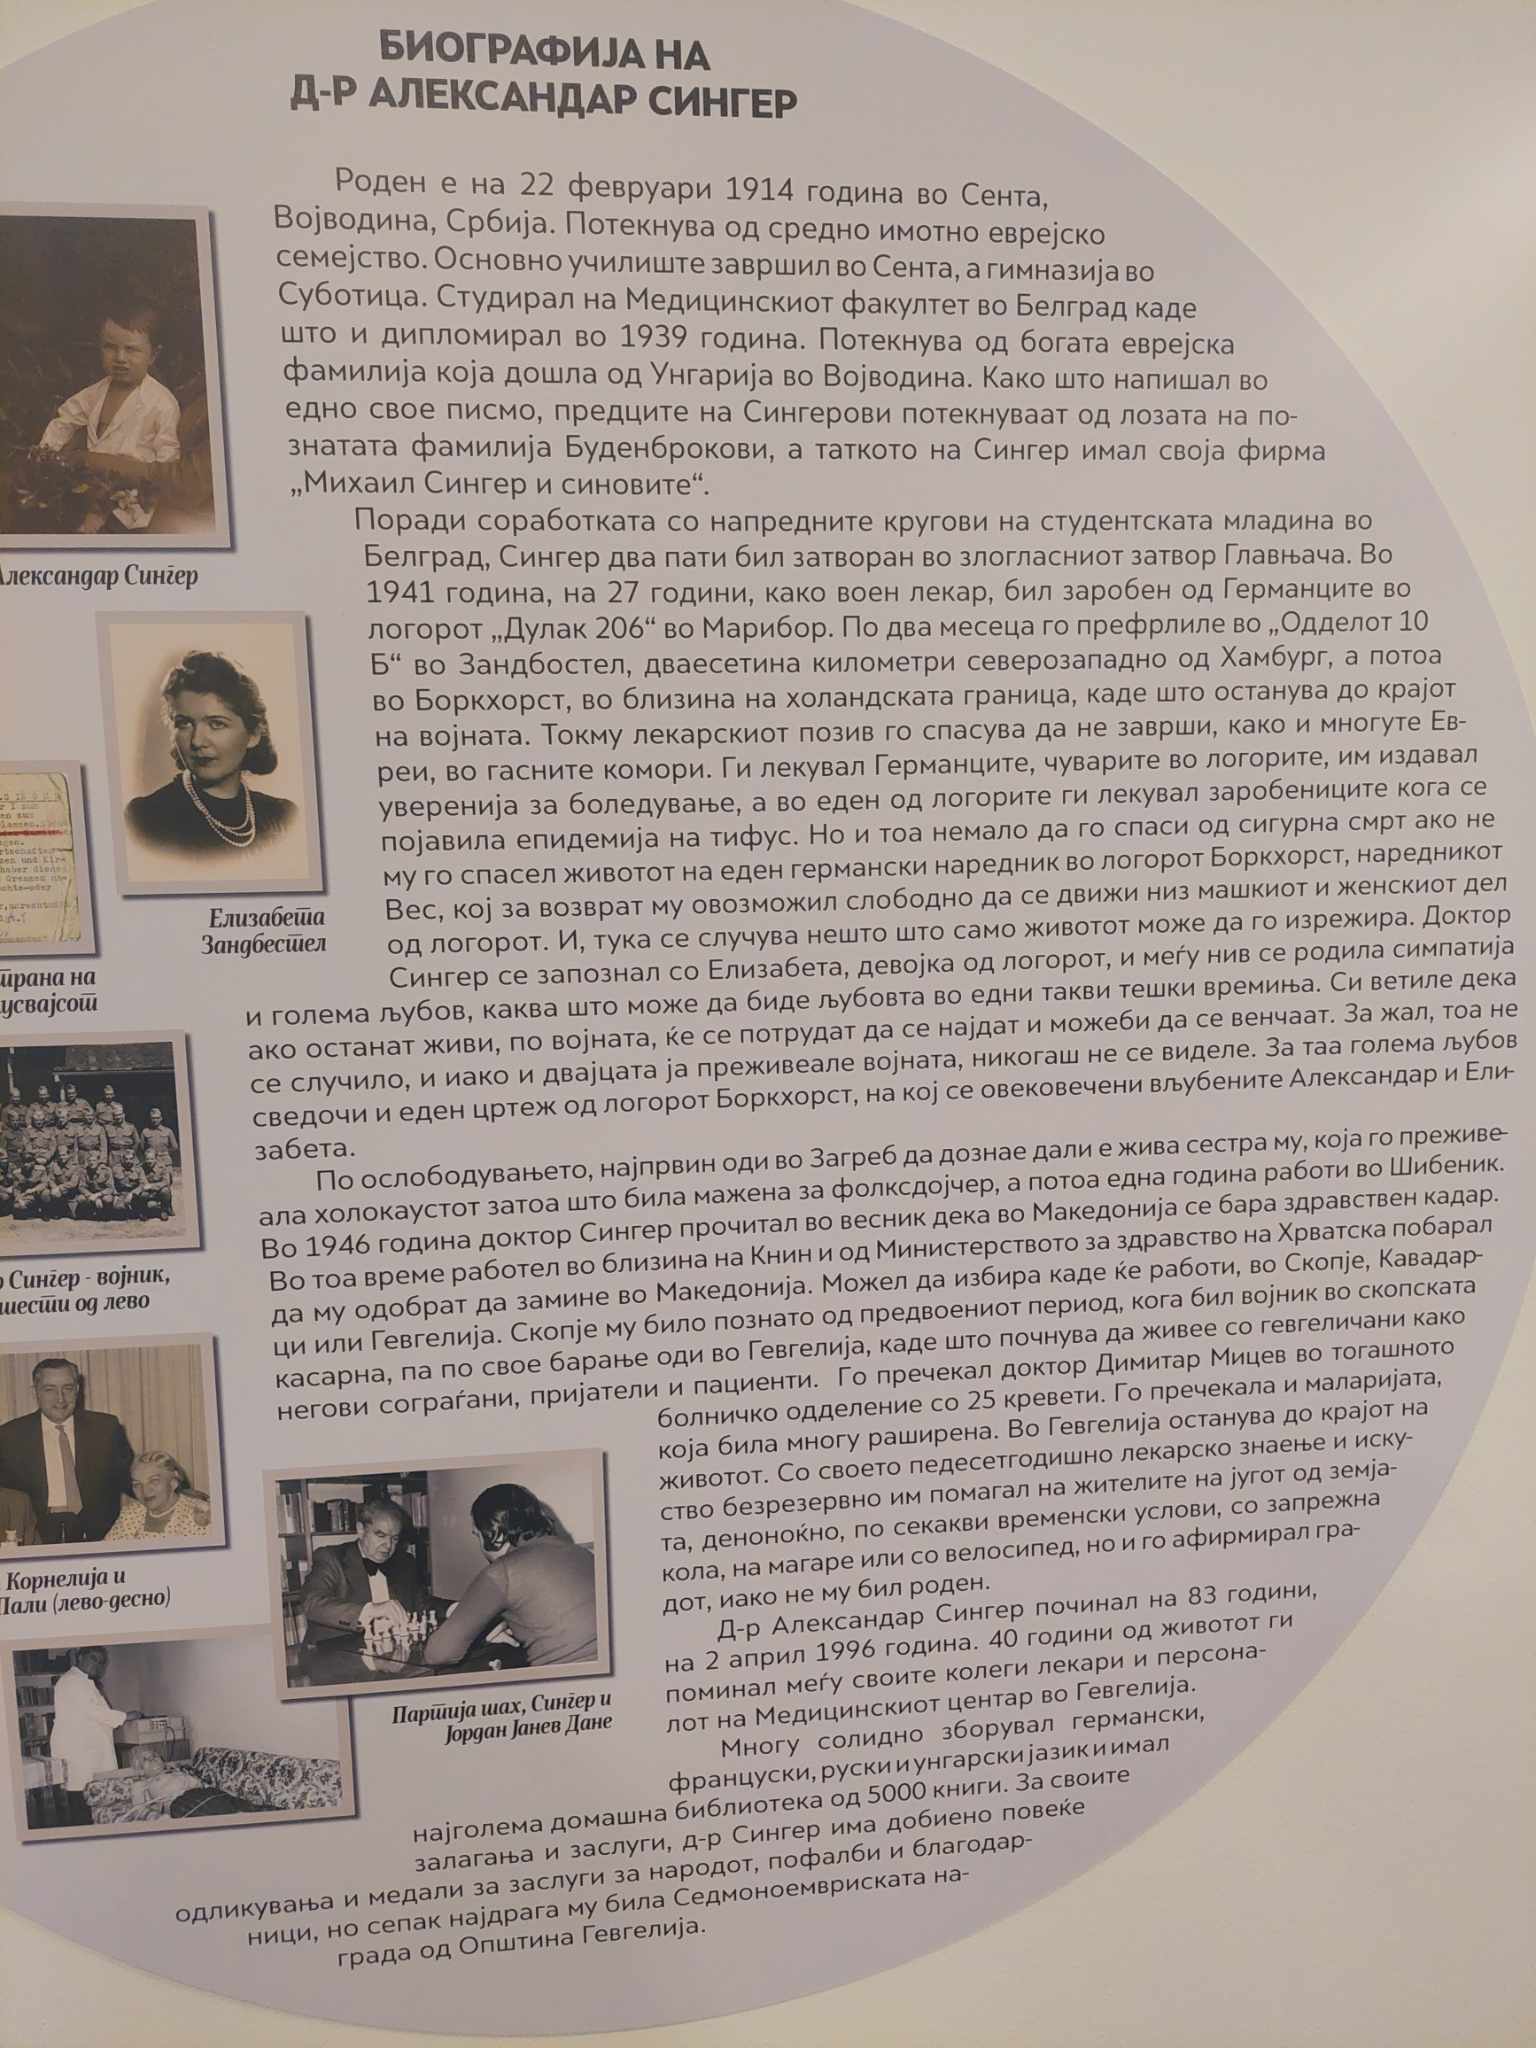 БИОГРАФИЈА НА
Д-Р АЛЕКСАНДАР СИНГЕР
Роден е на 22 февруари 1914 година во Сента,
Војводина, Србија. Потекнува од средно имотно еврејско
семејство. Основно училиште завршил во Сента, а гимназија во
Суботица. Студирал на Медицинскиот факултет во Белград каде
што и дипломирал во 1939 година. Потекнува од богата еврејска
фамилија која дошла од Унгарија во Војводина. Како што напишал во
едно свое писмо, предците на Сингерови потекнуваат од лозата на по-
знатата фамилија Буденброкови, а таткото на Сингер имал своја фирма
„Михаил Сингер и синовите“.
Поради соработката со напредните кругови на студентската младина во
Белград, Сингер два пати бил затворан во злогласниот затвор Главњача. Во
1941 година, на 27 години, како воен лекар, бил заробен од Германците во
логорот „Дулак 206“ во Марибор. По два месеца го префрлиле во „Одделот 10
Б“ во Зандбостел, дваесетина километри северозападно од Хамбург, а потоа
во Боркхорст, во близина на холандската граница, каде што останува до крајот
на војната. Токму лекарскиот позив го спасува да не заврши, како и многуте Ев-
реи, во гасните комори. Ги лекувал Германците, чуварите во логорите, им издавал
уверенија за боледување, а во еден од логорите ги лекувал заробениците кога се
појавила епидемија на тифус. Но и тоа немало да го спаси од сигурна смрт ако не
му го спасел животот на еден германски наредник во логорот Боркхорст, наредникот
Вес, кој за возврат му овозможил слободно да се движи низ машкиот и женскиот дел
од логорот. И, тука се случува нешто што само животот може да го изрежира. Доктор
Сингер се запознал со Елизабета, девојка од логорот, и меѓу нив се родила симпатија
и голема љубов, каква што може да биде љубовта во едни такви тешки времиња. Си ветиле дека
ако останат живи, по војната, ќе се потрудат да се најдат и можеби да се венчаат. За жал, тоа не
се случило, и иако и двајцата ја преживеале војната, никогаш не се виделе. За таа голема љубов
сведочи и еден цртеж од логорот Боркхорст, на кој се овековечени вљубените Александар и Ели-
забета.
По ослободувањето, најпрвин оди во Загреб да дознае дали е жива сестра му, која го преживе-
ала холокаустот затоа што била мажена за фолксдојчер, а потоа една година работи во Шибеник.
Во 1946 година доктор Сингер прочитал во весник дека во Македонија се бара здравствен кадар.
Во тоа време работел во близина на Книн и од Министерството за здравство на Хрватска побарал
да му одобрат да замине во Македонија. Можел да избира каде ќе работи, во Скопје, Кавадар-
ци или Гевгелија. Скопје му било познато од предвоениот период, кога бил војник во скопската
касарна, па по свое барање оди во Гевгелија, каде што почнува да живее со гевгеличани како
негови сограѓани, пријатели и пациенти. Го пречекал доктор Димитар Мицев во тогашното
болничко одделение со 25 кревети. Го пречекала и маларијата,
која била многу раширена. Во Гевгелија останува до крајот на
животот. Со своето педесетгодишно лекарско знаење и иску-
ство безрезервно им помагал на жителите на југот од земја-
та, деноноќно, по секакви временски услови, со запрежна
кола, на магаре или со велосипед, но и го афирмирал гра-
дот, иако не му бил роден.
Д-р Александар Сингер починал на 83 години,
на 2 април 1996 година. 40 години од животот ги
поминал меѓу своите колеги лекари и персона-
лот на Медицинскиот центар во Гевгелија.
Многу солидно зборувал германски,
француски, руски и унгарски јазик и имал
најголема домашна библиотека од 5000 книги. За своите
залагања и заслуги, д-р Сингер има добиено повеќе
одликувања и медали за заслуги за народот, пофалби и благодар-
ници, но сепак најдрага му била Седмоноемвриската на-
града од Општина Гевгелија.
Александар Сингер
Елизабета
Зандбестел
трана на
усвајсот
Сингер - војник,
шести од лево
Корнелија и
Пали (лево-десно)
Партија шах, Сингер и
Јордан Јанев Дане